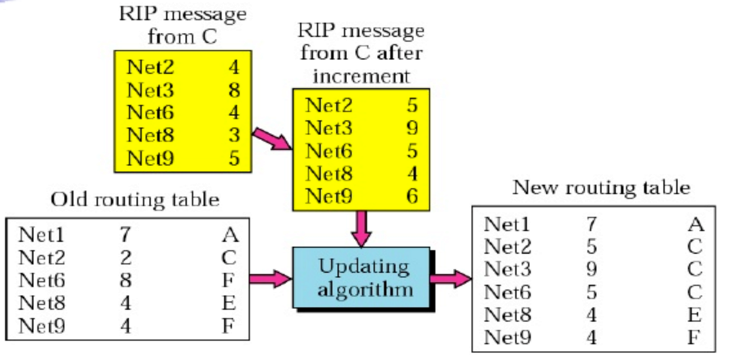 RIP message
from C
Net2 4
Net3 8
Net6 4
Net8 3
Net9 5
RIP message
from C after
increment
Net2 5
Net3 9
Net6 5
Net8 4
Net9 6
Old routing table
Net1 7 A
Net2 2 C
Net6 8 F
Net8 4 E
Net9 4 F
Updating
algorithm
New routing table
Net1 7 A
Net2 5 C
Net3 9 C
Net6 5 C
Net8 4 E
Net9 4 F